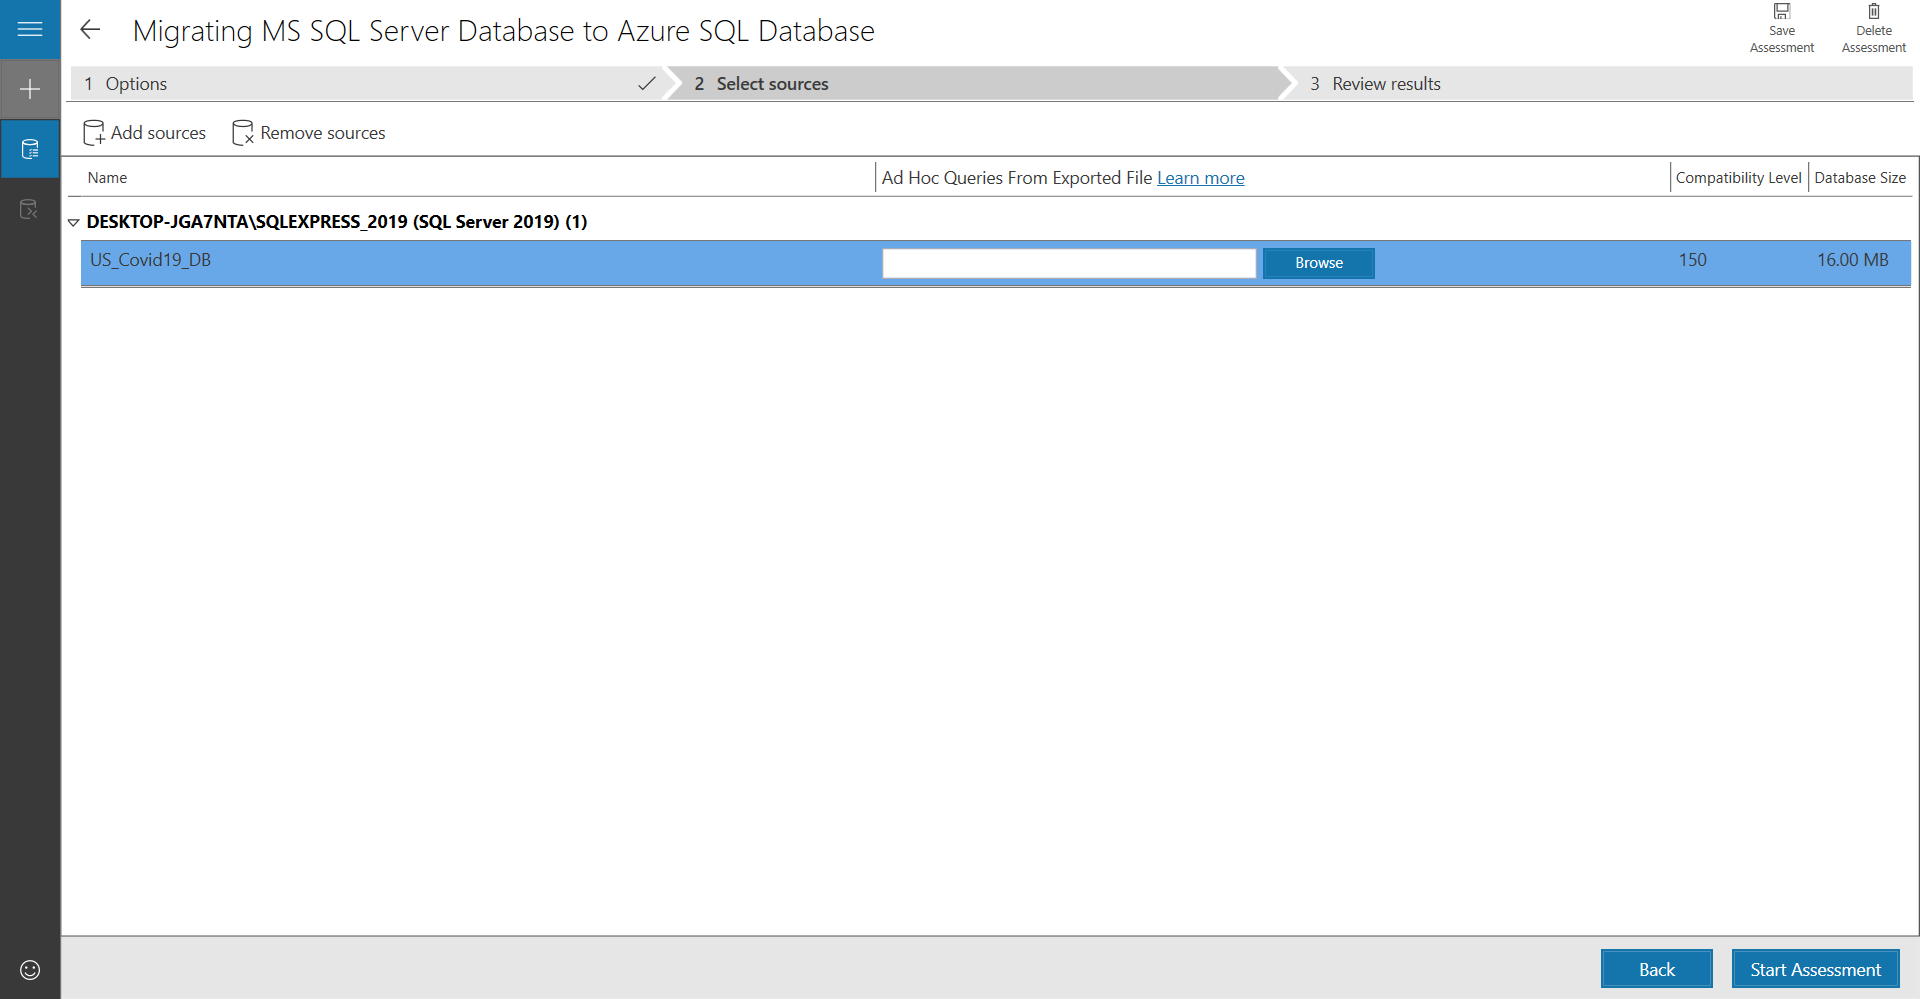 Migrating MS SQL Server Database to Azure SQL Database
Save Assessment
Delete Assessment
1 Options
2 Select sources
3 Review results
Add sources
Remove sources
Name
Ad Hoc Queries From Exported File Learn more
Compatibility Level
Database Size
DESKTOP-JGA7NTA\SQLEXPRESS_2019 (SQL Server 2019) (1)
US_Covid19_DB
Browse
150
16.00 MB
Back
Start Assessment